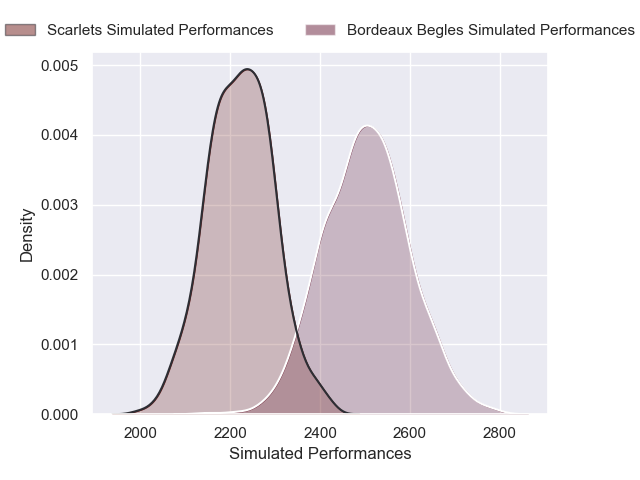 Scarlets Simulated Performances
Bordeaux Begles Simulated Performances
0.005
0.004
0.003
0.002
0.001
0.000
Density
2000 2200 2400 2600 2800
Simulated Performances